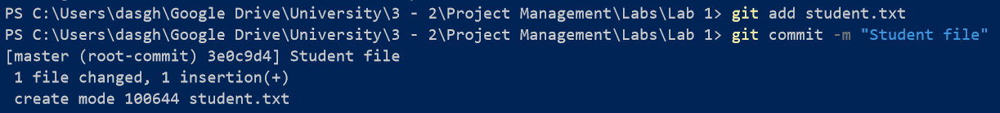 PS C:\Users\dasgh\Google Drive\University\3 - 2\Project Management\Labs\Lab 1> git add student.txt
PS C:\Users\dasgh\Google Drive\University\3 - 2\Project Management\Labs\Lab 1> git commit -m "Student file"
[master (root-commit) 3e0c9d4] Student file
 1 file changed, 1 insertion(+)
 create mode 100644 student.txt